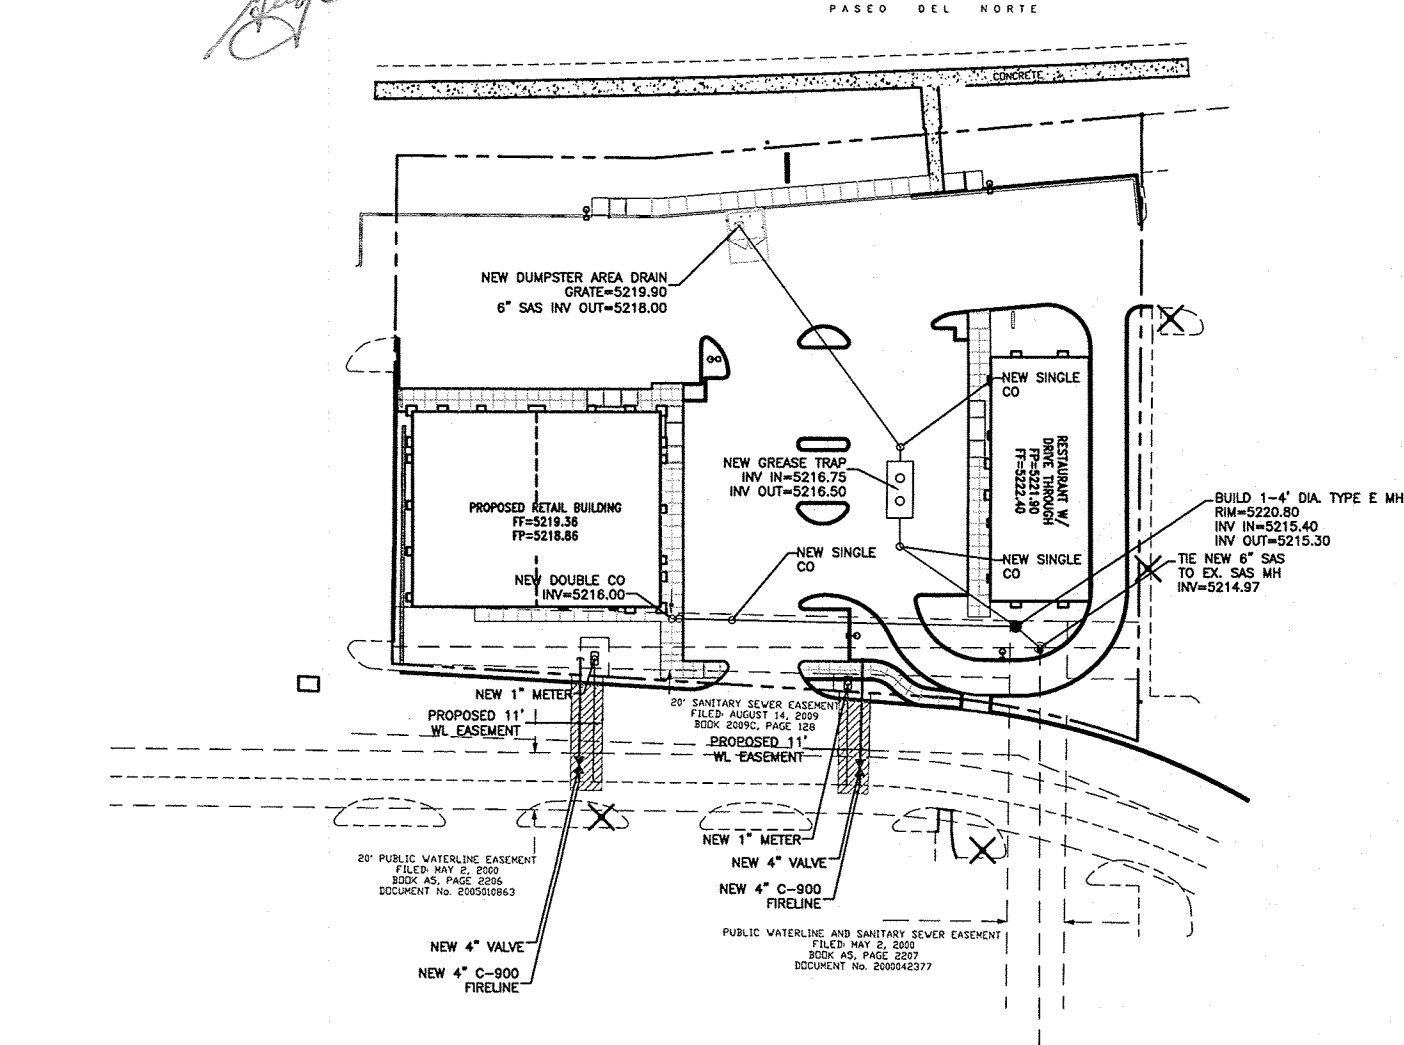 PASEO DEL NORTE
CONCRETE
NEW DUMPSTER AREA DRAIN
GRATE=5219.90
6" SAS INV OUT=5218.00
NEW SINGLE
CO
NEW GREASE TRAP
INV IN=5216.75
INV OUT=5216.50
RESTAURANT W/
DRIVE THROUGH
FP=5221.90
FF=5222.40
BUILD 1-4' DIA. TYPE E MH
RIM=5220.80
INV IN=5215.40
INV OUT=5215.30
PROPOSED RETAIL BUILDING
FF=5219.36
FP=5218.86
NEW SINGLE
CO
NEW SINGLE
CO
TIE NEW 6" SAS
TO EX. SAS MH
INV=5214.97
NEW DOUBLE CO
INV=5216.00
NEW 1" METER
PROPOSED 11'
WL EASEMENT
20' SANITARY SEWER EASEMENT
FILED: AUGUST 14, 2009
BOOK 2009C, PAGE 128
PROPOSED 11'
WL EASEMENT
NEW 1" METER
NEW 4" VALVE
NEW 4" C-900
FIRELINE
20' PUBLIC WATERLINE EASEMENT
FILED: MAY 2, 2000
BOOK A5, PAGE 2206
DOCUMENT No. 2005010863
PUBLIC WATERLINE AND SANITARY SEWER EASEMENT
FILED: MAY 2, 2000
BOOK A5, PAGE 2207
DOCUMENT No. 2000042377
NEW 4" VALVE
NEW 4" C-900
FIRELINE